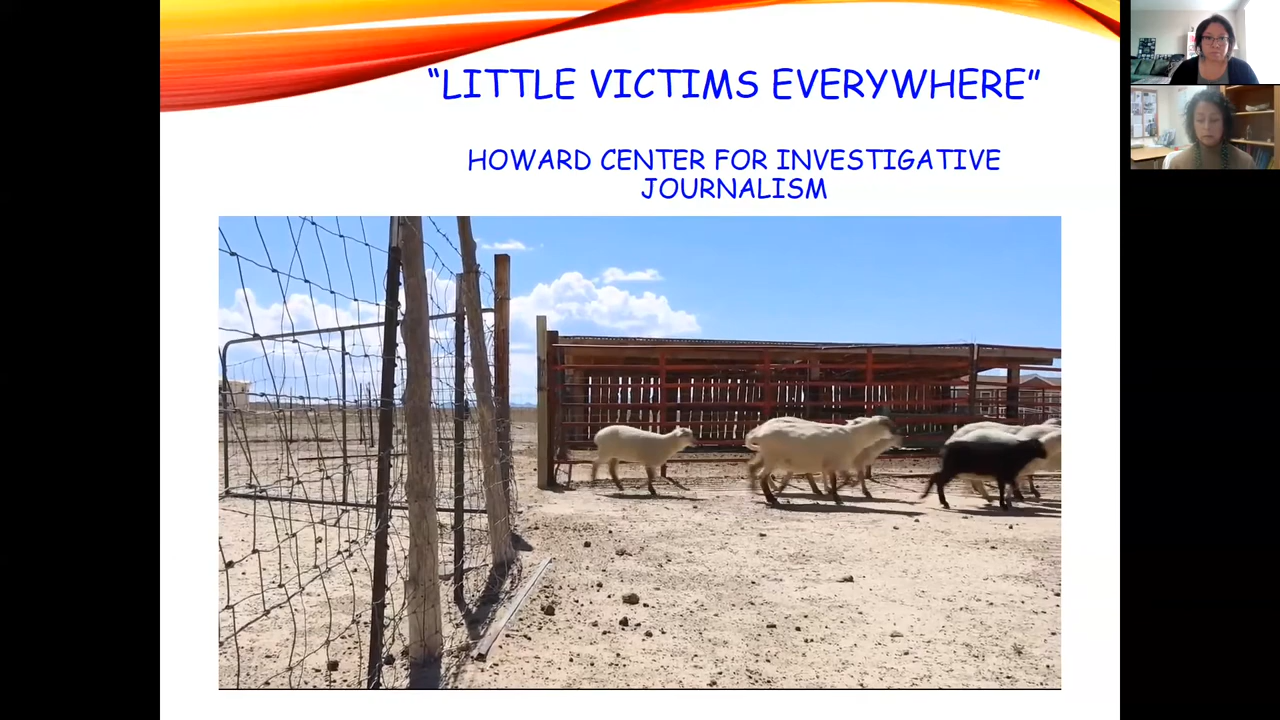 “LITTLE VICTIMS EVERYWHERE”
HOWARD CENTER FOR INVESTIGATIVE
JOURNALISM